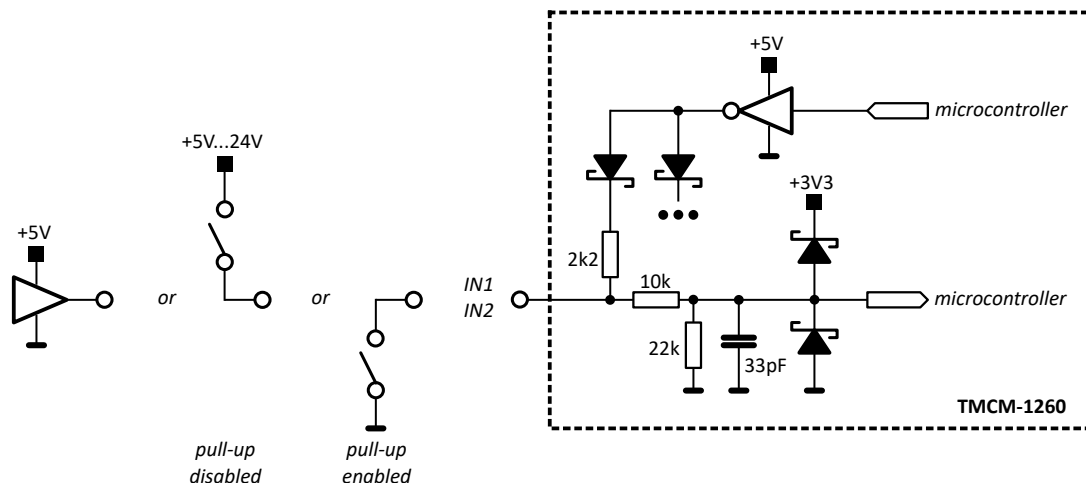 +5V
microcontroller
+5V...24V
+3V3
+5V
2k2
or
or
IN1
IN2
10k
microcontroller
22k
33pF
TMCM-1260
pull-up
disabled
pull-up
enabled